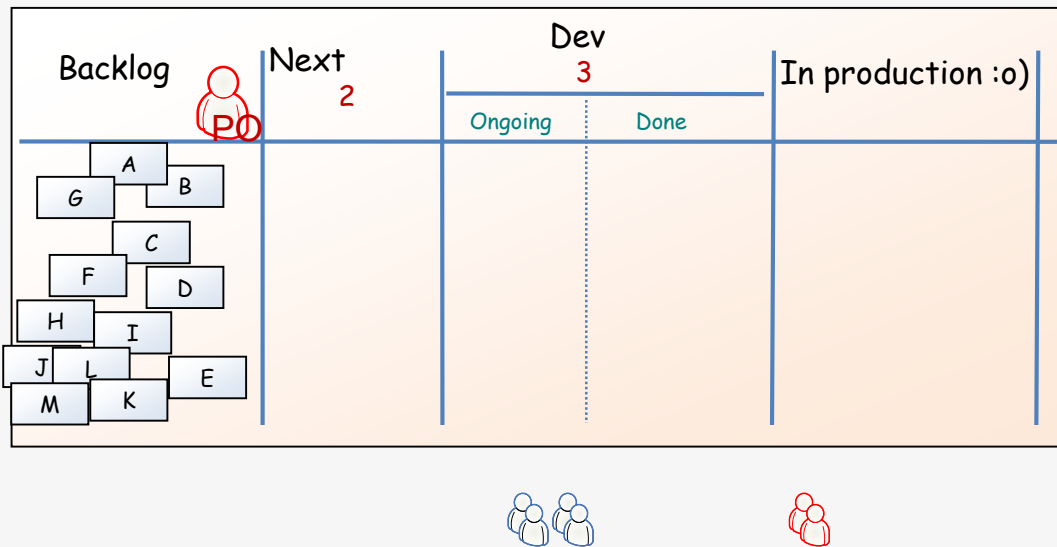 Backlog
PO
Next
2
Dev
3
Ongoing
Done
In production :o)
A
B
G
C
F
D
H
I
J
L
E
M
K